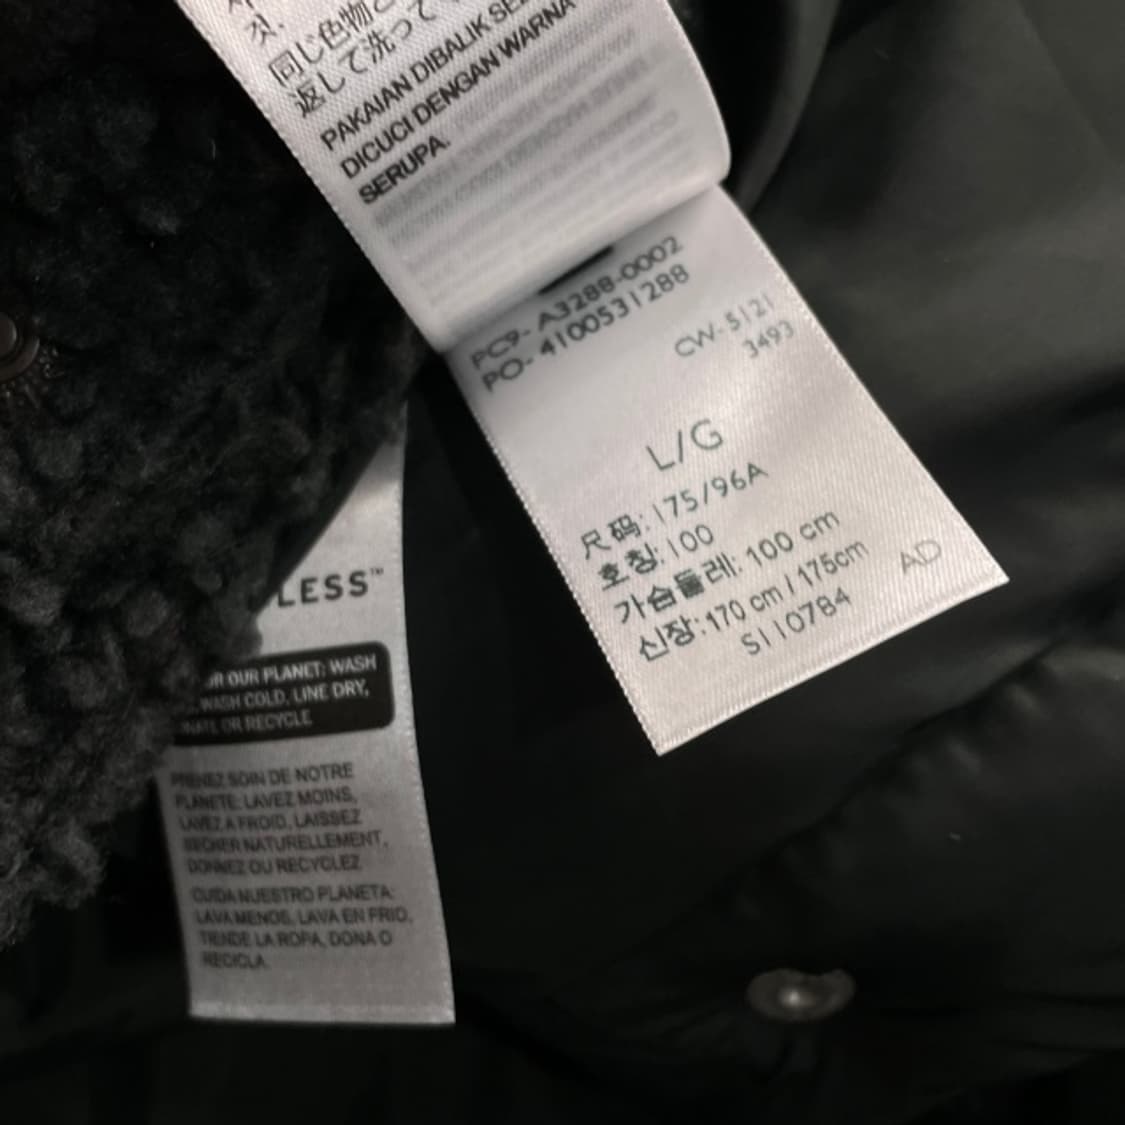 것.
同じ色物と
返して洗って
PAKAIAN DIBALIK
DICUCI DENGAN WARNA
SERUPA.
PC9- A3288-0002
PO- 4100531288
CW-5121
3493
L/G
尺码: 175/96A
호칭: 100
가슴둘레: 100 cm
신장: 170 cm / 175cm
S110784
AD
LESS™
OUR PLANET: WASH
WASH COLD, LINE DRY,
OR RECYCLE
PRENEZ SOIN DE NOTRE
PLANETE: LAVEZ MOINS,
LAVEZ A FROID, LAISSEZ
SECHER NATURELLEMENT,
DONNEZ OU RECYCLEZ
CUIDA NUESTRO PLANETA:
LAVA MENOS, LAVA EN FRIO,
TIENDE LA ROPA, DONA O
RECICLA